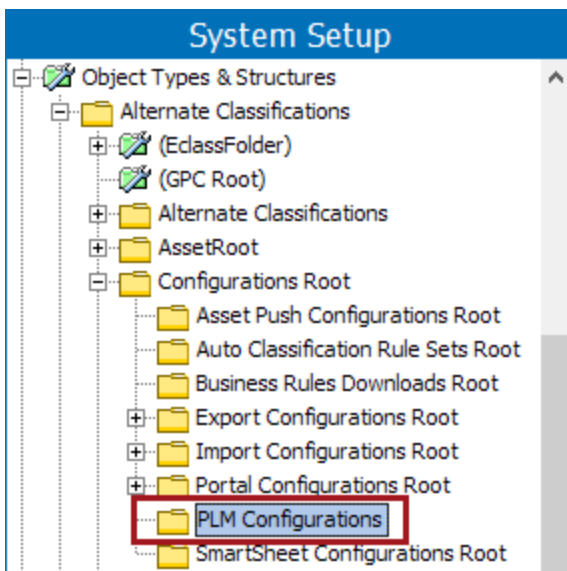 System Setup
Object Types & Structures
Alternate Classifications
(EclassFolder)
(GPC Root)
Alternate Classifications
AssetRoot
Configurations Root
Asset Push Configurations Root
Auto Classification Rule Sets Root
Business Rules Downloads Root
Export Configurations Root
Import Configurations Root
Portal Configurations Root
PLM Configurations
SmartSheet Configurations Root